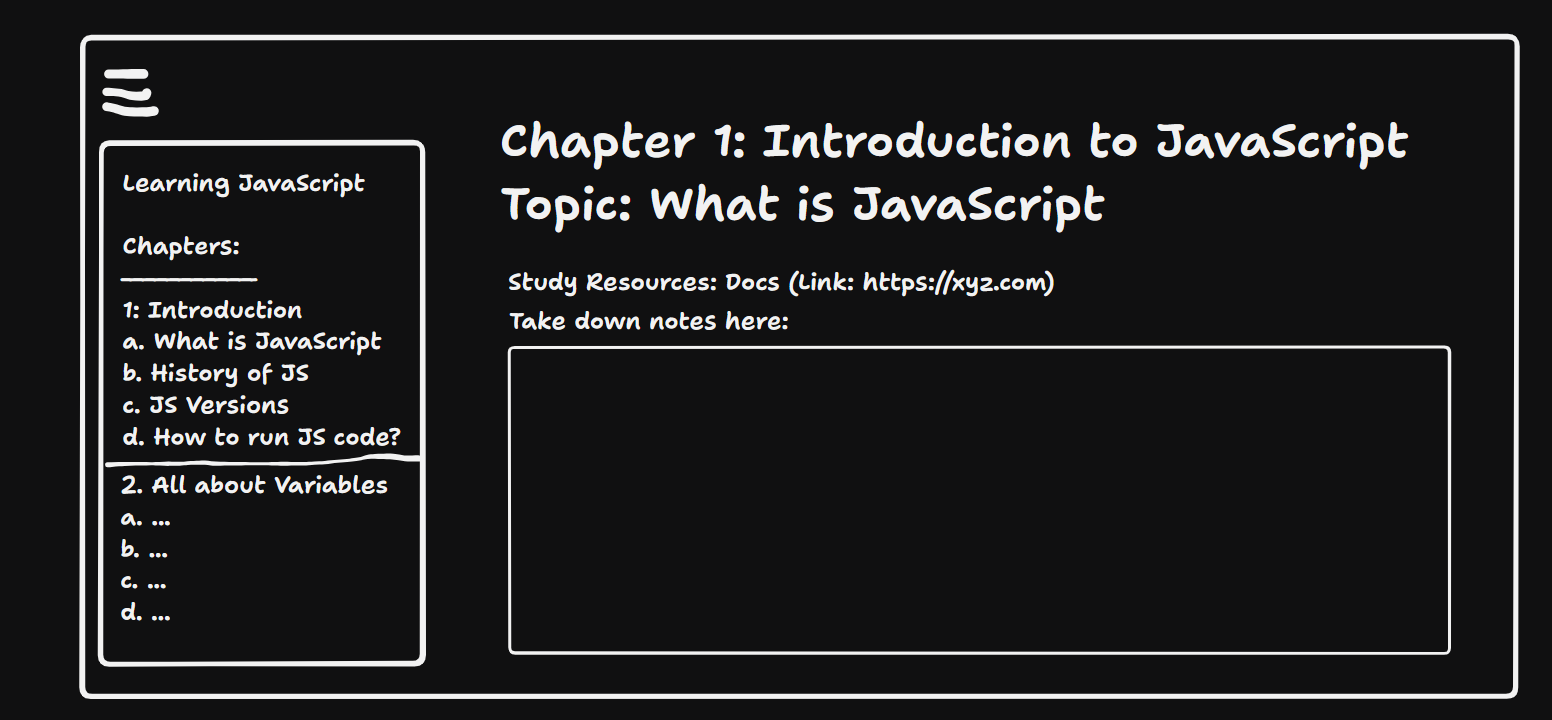 Learning JavaScript
Chapters:
1: Introduction
a. What is JavaScript
b. History of JS
c. JS Versions
d. How to run JS code?
2. All about Variables
a. ...
b. ...
c. ...
d. ...
Chapter 1: Introduction to JavaScript
Topic: What is JavaScript
Study Resources: Docs (Link: https://xyz.com)
Take down notes here: